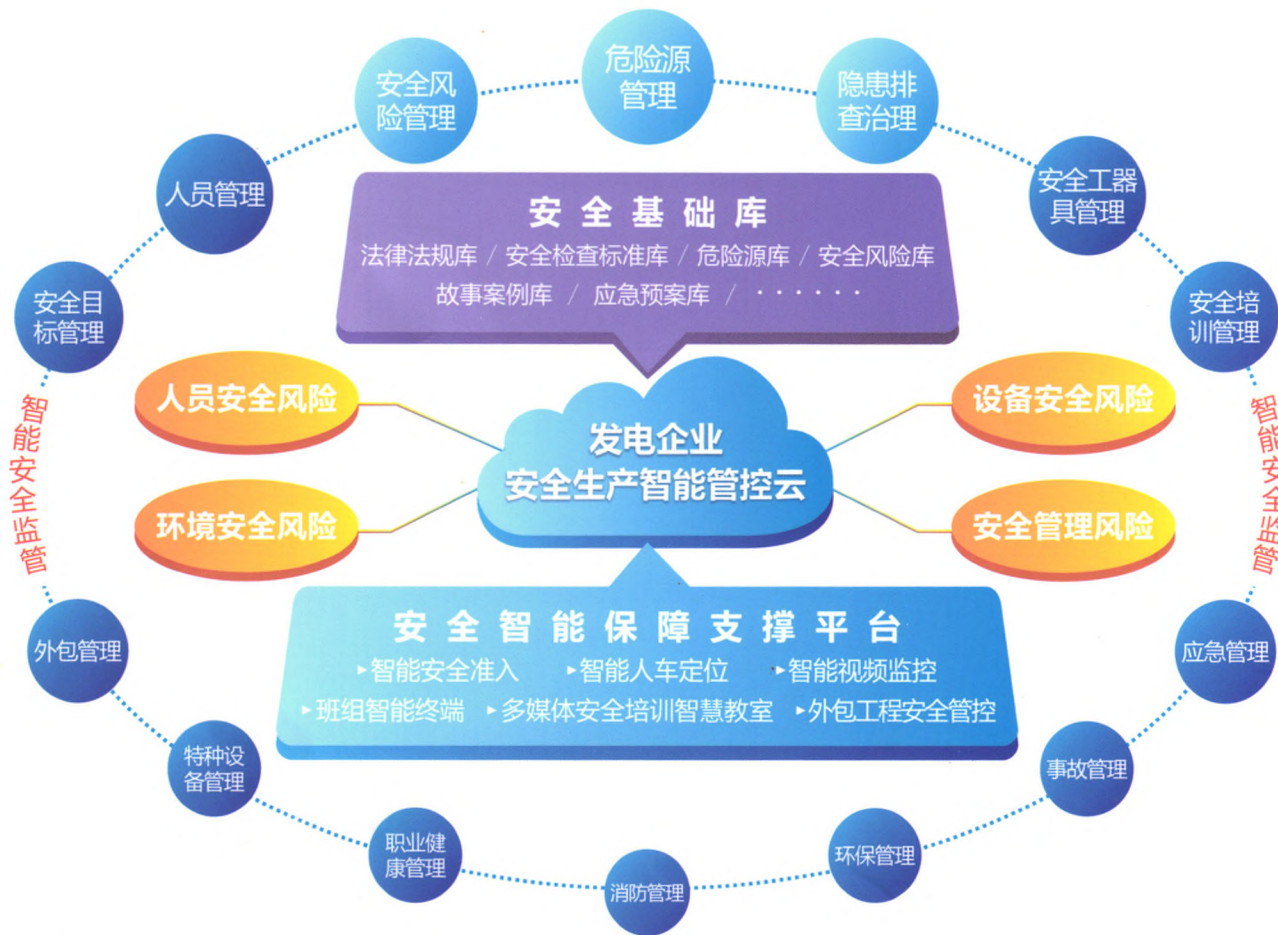 危险源
管理
安全风
险管理
隐患排
查治理
人员管理
安全工器
具管理
安全基础库
法律法规库 / 安全检查标准库 / 危险源库 / 安全风险库
故事案例库 / 应急预案库 / ······
安全目
标管理
安全培
训管理
智能安全监管
人员安全风险
设备安全风险
智能安全监管
发电企业
安全生产智能管控云
环境安全风险
安全管理风险
安全智能保障支撑平台
▸智能安全准入 ▸智能人车定位 ▸智能视频监控
▸班组智能终端 ▸多媒体安全培训智慧教室 ▸外包工程安全管控
外包管理
应急管理
特种设
备管理
事故管理
职业健
康管理
环保管理
消防管理